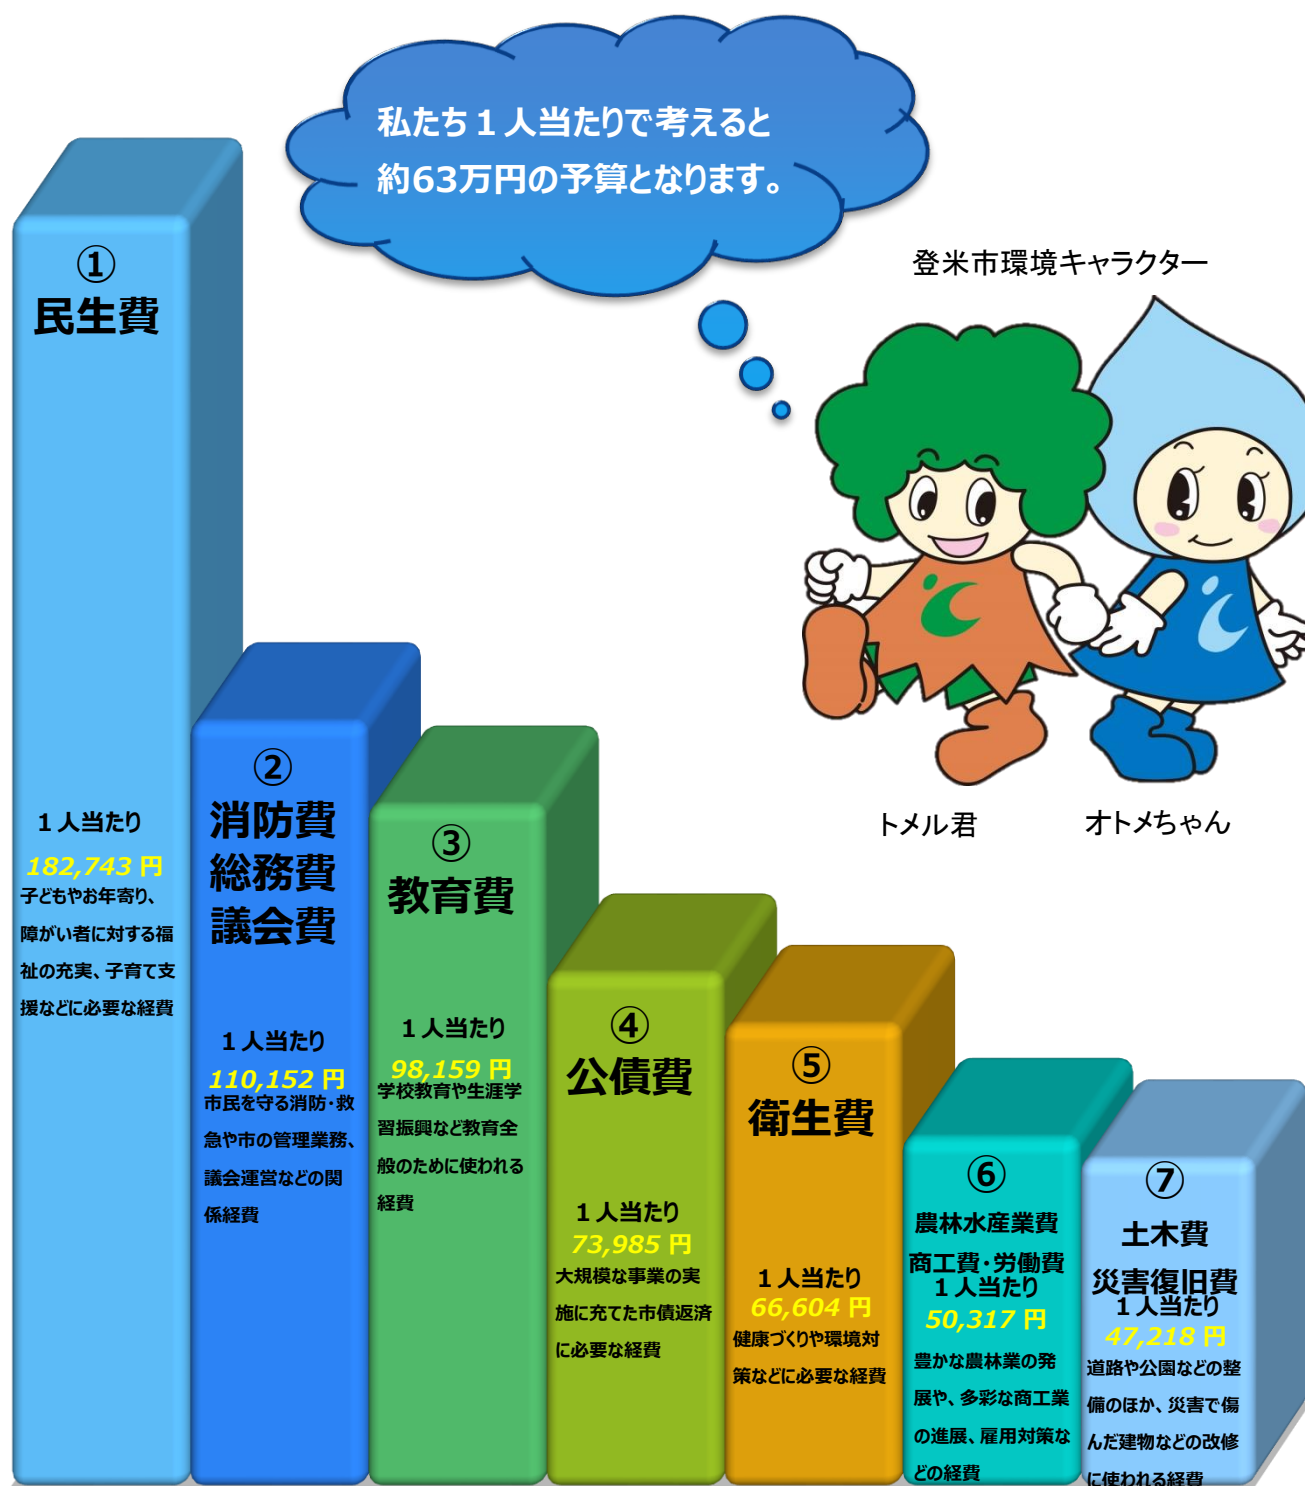 私たち１人当たりで考えると
約63万円の予算となります。
登米市環境キャラクター
トメル君
オトメちゃん
①
民生費
１人当たり
182,743 円
子どもやお年寄り、
障がい者に対する福
祉の充実、子育て支
援などに必要な経費
②
消防費
総務費
議会費
１人当たり
110,152 円
市民を守る消防・救
急や市の管理業務、
議会運営などの関
係経費
③
教育費
１人当たり
98,159 円
学校教育や生涯学
習振興など教育全
般のために使われる
経費
④
公債費
１人当たり
73,985 円
大規模な事業の実
施に充てた市債返済
に必要な経費
⑤
衛生費
１人当たり
66,604 円
健康づくりや環境対
策などに必要な経費
⑥
農林水産業費
商工費・労働費
１人当たり
50,317 円
豊かな農林業の発
展や、多彩な商工業
の進展、雇用対策な
どの経費
⑦
土木費
災害復旧費
１人当たり
47,218 円
道路や公園などの整
備のほか、災害で傷
んだ建物などの改修
に使われる経費